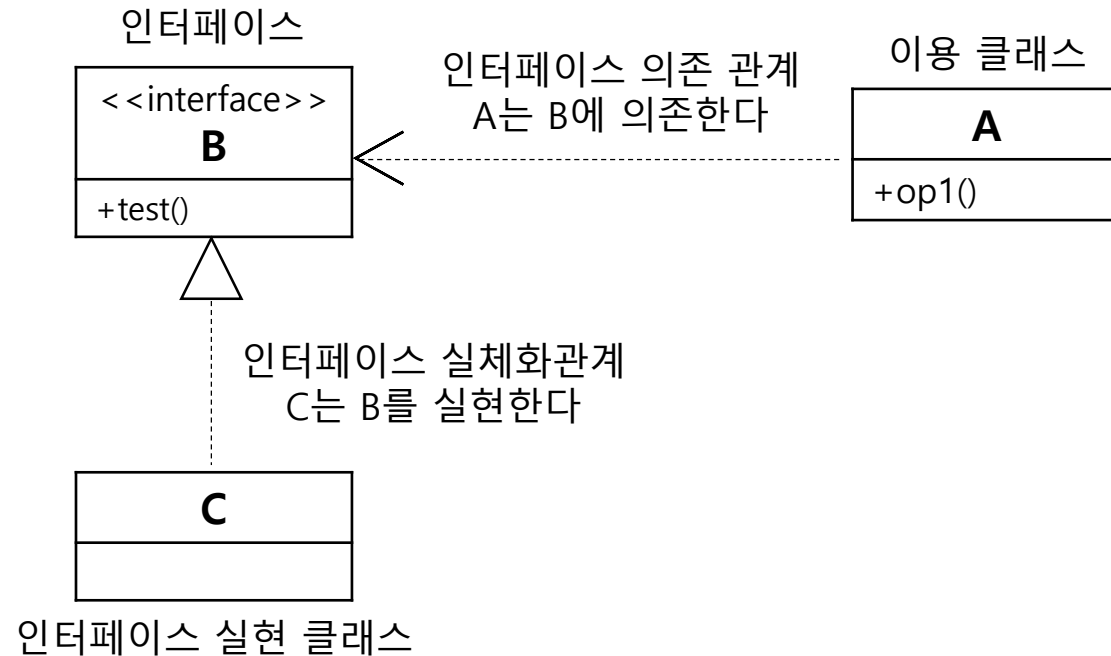 인터페이스
<<interface>>
B
+test()
인터페이스 의존 관계
A는 B에 의존한다
이용 클래스
A
+op1()
인터페이스 실체화관계
C는 B를 실현한다
C
인터페이스 실현 클래스